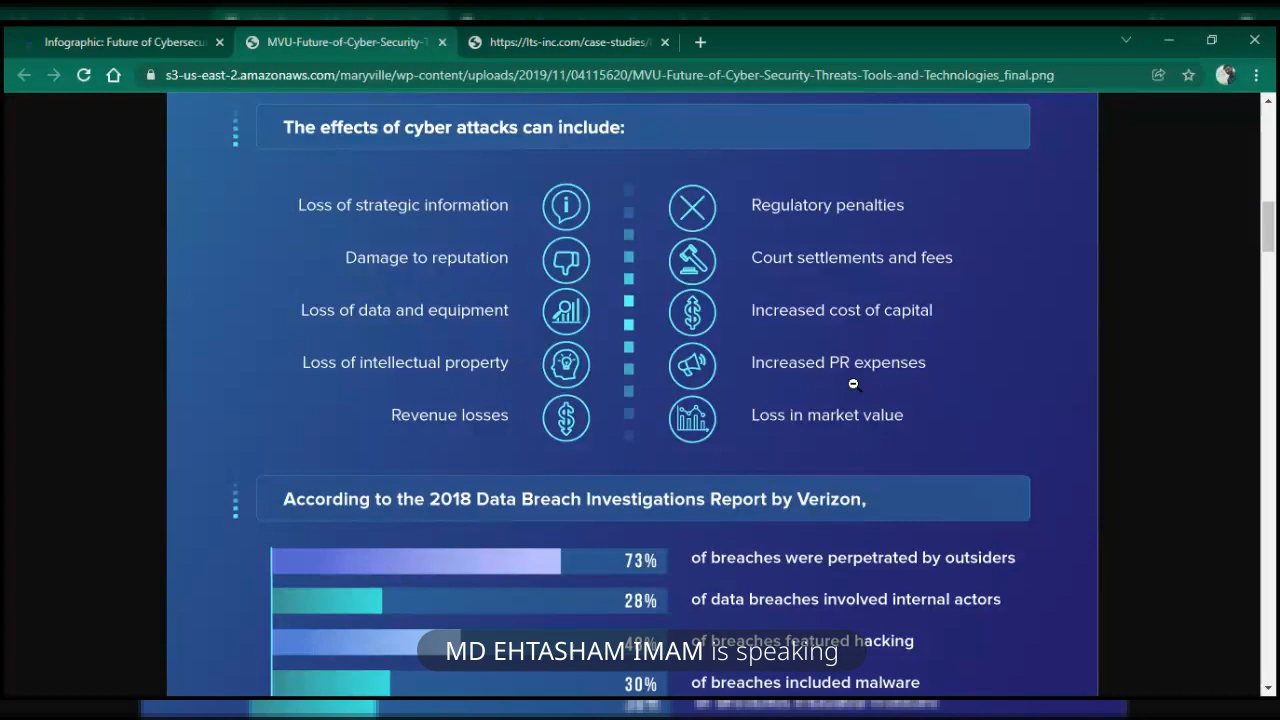 Infographic: Future of Cybersecu
MVU-Future-of-Cyber-Security-T
https://lts-inc.com/case-studies/
s3-us-east-2.amazonaws.com/maryville/wp-content/uploads/2019/11/04115620/MVU-Future-of-Cyber-Security-Threats-Tools-and-Technologies_final.png
The effects of cyber attacks can include:
Loss of strategic information
Regulatory penalties
Damage to reputation
Court settlements and fees
Loss of data and equipment
Increased cost of capital
Loss of intellectual property
Increased PR expenses
Revenue losses
Loss in market value
According to the 2018 Data Breach Investigations Report by Verizon,
73% of breaches were perpetrated by outsiders
28% of data breaches involved internal actors
48% of breaches featured hacking
MD EHTASHAM IMAM is speaking
30% of breaches included malware